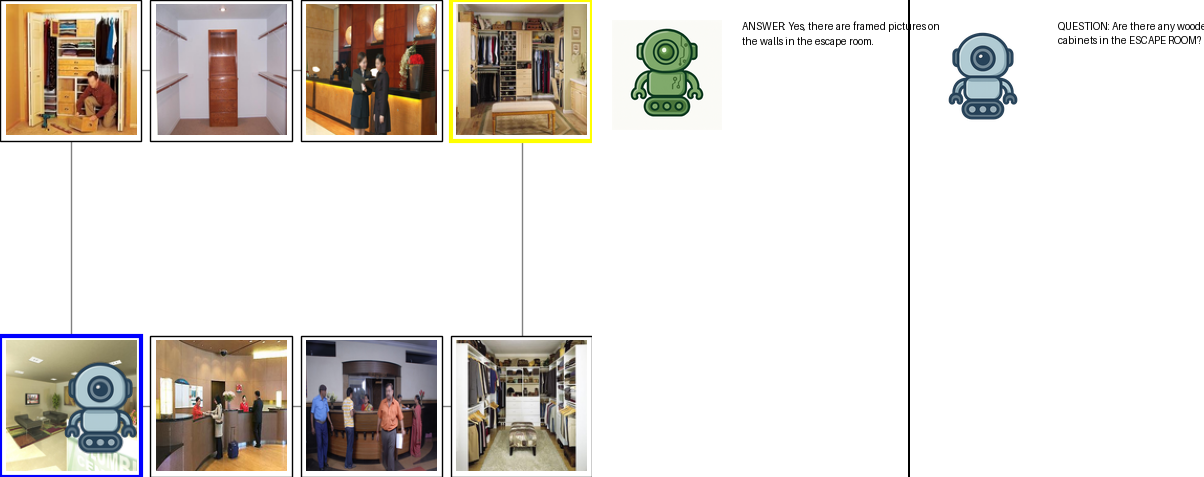 ANSWER: Yes, there are framed pictures on
the walls in the escape room.
QUESTION: Are there any
cabinets in the ESCAPE ROOM?